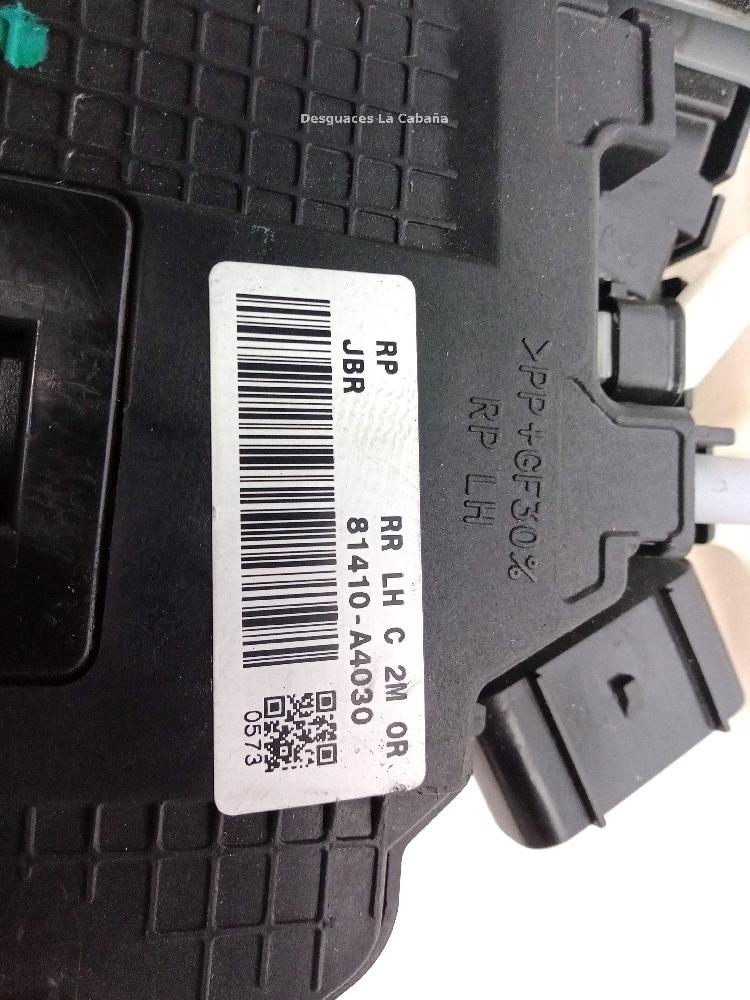 Desguaces La Cabaña
RP RR LH C 2M OR
JBR 81410-A4030
0573
>PP+GF30%
RP LH